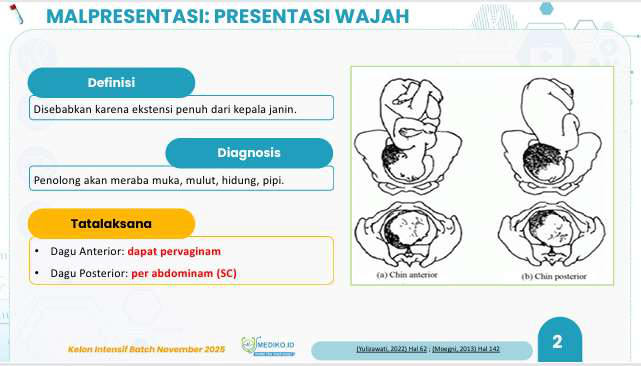 MALPRESENTASI: PRESENTASI WAJAH
Definisi
Disebabkan karena ekstensi penuh dari kepala janin.
Diagnosis
Penolong akan meraba muka, mulut, hidung, pipi.
Tatalaksana
• Dagu Anterior: dapat pervaginam
• Dagu Posterior: per abdominam (SC)
(a) Chin anterior
(b) Chin posterior
Kelon Intensif Batch November 2025
MEDIKO.ID
(Yulizawati, 2022) Hal 62 ; (Moegni, 2013) Hal 142
2